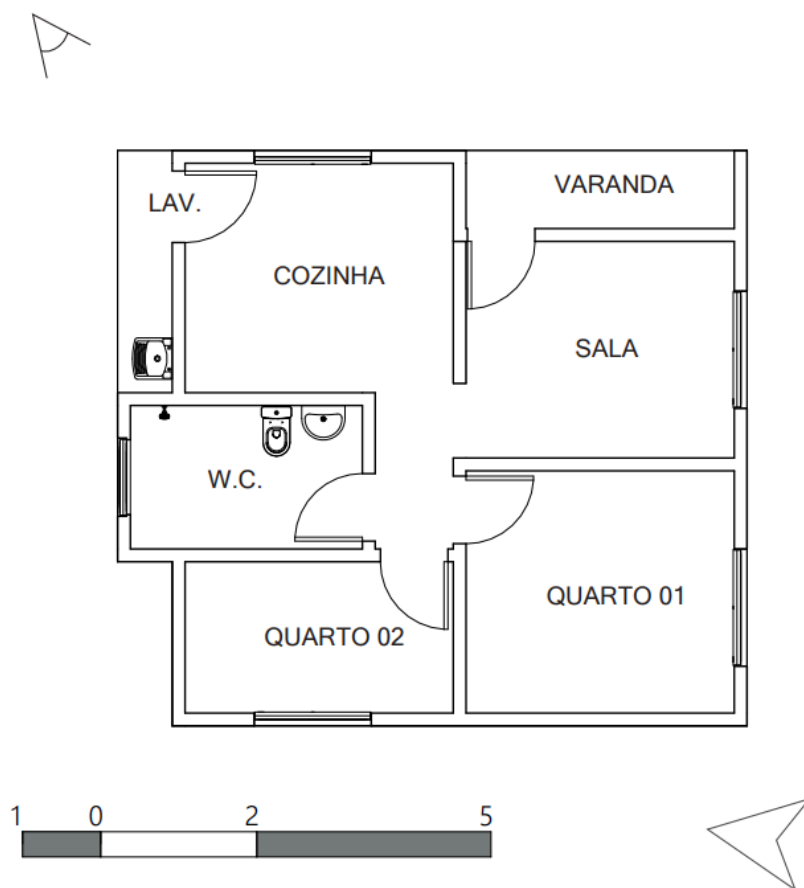 VARANDA
LAV.
COZINHA
SALA
W.C.
QUARTO 01
QUARTO 02
1 0 2 5